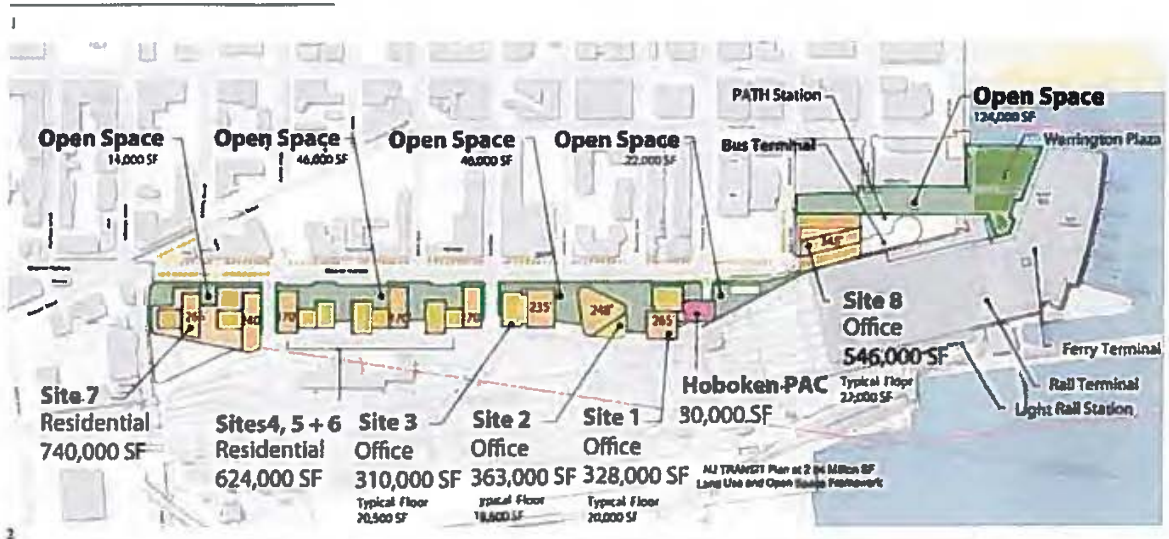 1
PATH Station
Open Space
124,000 SF
Warrington Plaza
Open Space
14,000 SF
Open Space
46,000 SF
Open Space
46,000 SF
Open Space
22,000 SF
Bus Terminal
345'
265'
240'
235'
248'
265'
Site 8
Office
546,000 SF
Typical Floor
22,000 SF
Ferry Terminal
Rail Terminal
Light Rail Station
Hoboken PAC
30,000 SF
Site 7
Residential
740,000 SF
Sites 4, 5 + 6
Residential
624,000 SF
Site 3
Office
310,000 SF
Typical Floor
20,500 SF
Site 2
Office
363,000 SF
Typical Floor
Site 1
Office
328,000 SF
Typical Floor
20,000 SF
NJ TRANSIT Plan at
Land Use and Open Space Framework
2